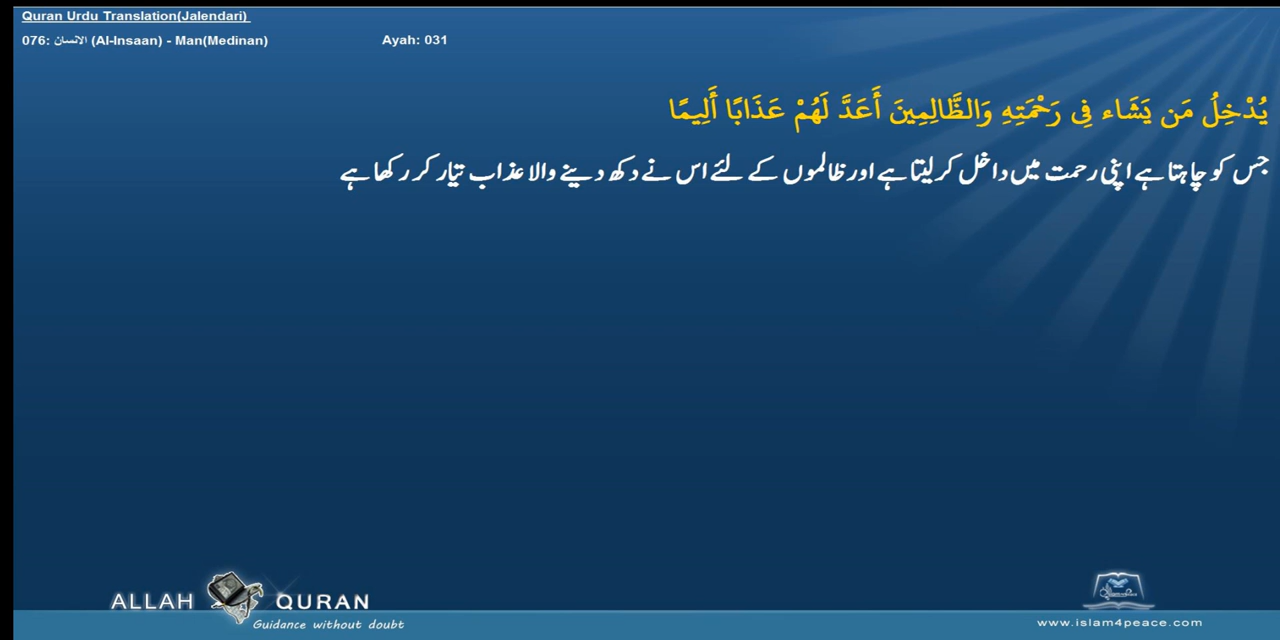 Quran Urdu Translation(Jalendari)
076: الانسان (Al-Insaan) - Man(Medinan) Ayah: 031
يُدْخِلُ مَن يَشَاء فِي رَحْمَتِهِ وَالظَّالِمِينَ أَعَدَّ لَهُمْ عَذَابًا أَلِيمًا
جس کو چاہتا ہے اپنی رحمت میں داخل کرلیتا ہے اور ظالموں کے لئے اس نے دکھ دینے والا عذاب تیار کر رکھا ہے
ALLAH QURAN
Guidance without doubt
www.islam4peace.com